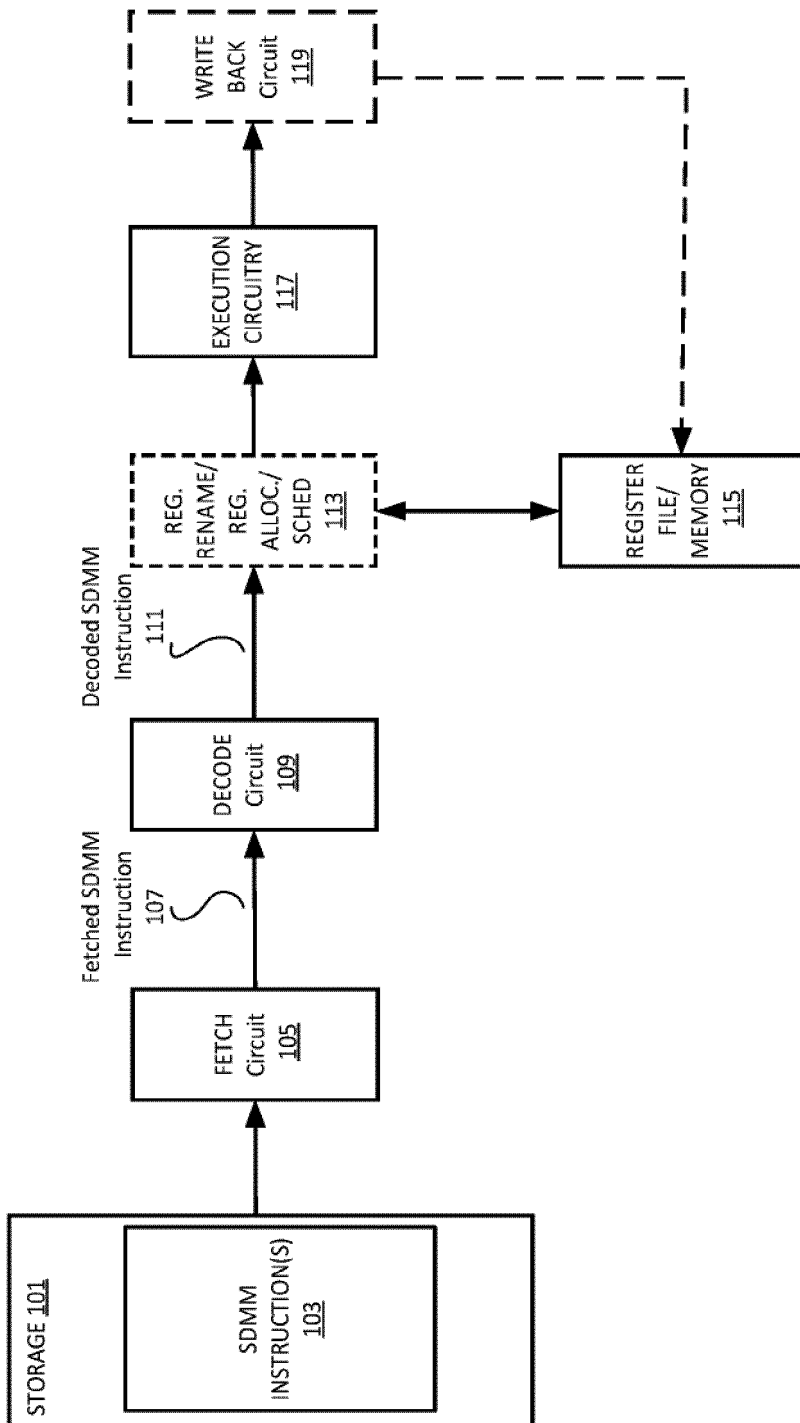 STORAGE 101
SDMM
INSTRUCTION(S)
103
FETCH
Circuit
105
Fetched SDMM
Instruction
107
DECODE
Circuit
109
Decoded SDMM
Instruction
111
REG.
RENAME/
REG.
ALLOC./
SCHED
113
REGISTER
FILE/
MEMORY
115
EXECUTION
CIRCUITRY
117
WRITE
BACK
Circuit
119